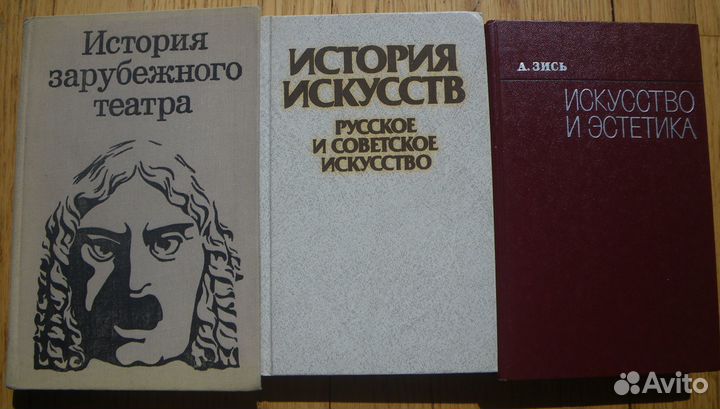 История
зарубежного
театра
ИСТОРИЯ
ИСКУССТВ
РУССКОЕ
И СОВЕТСКОЕ
ИСКУССТВО
А. ЗИСЬ
ИСКУССТВО
И ЭСТЕТИКА
Avito